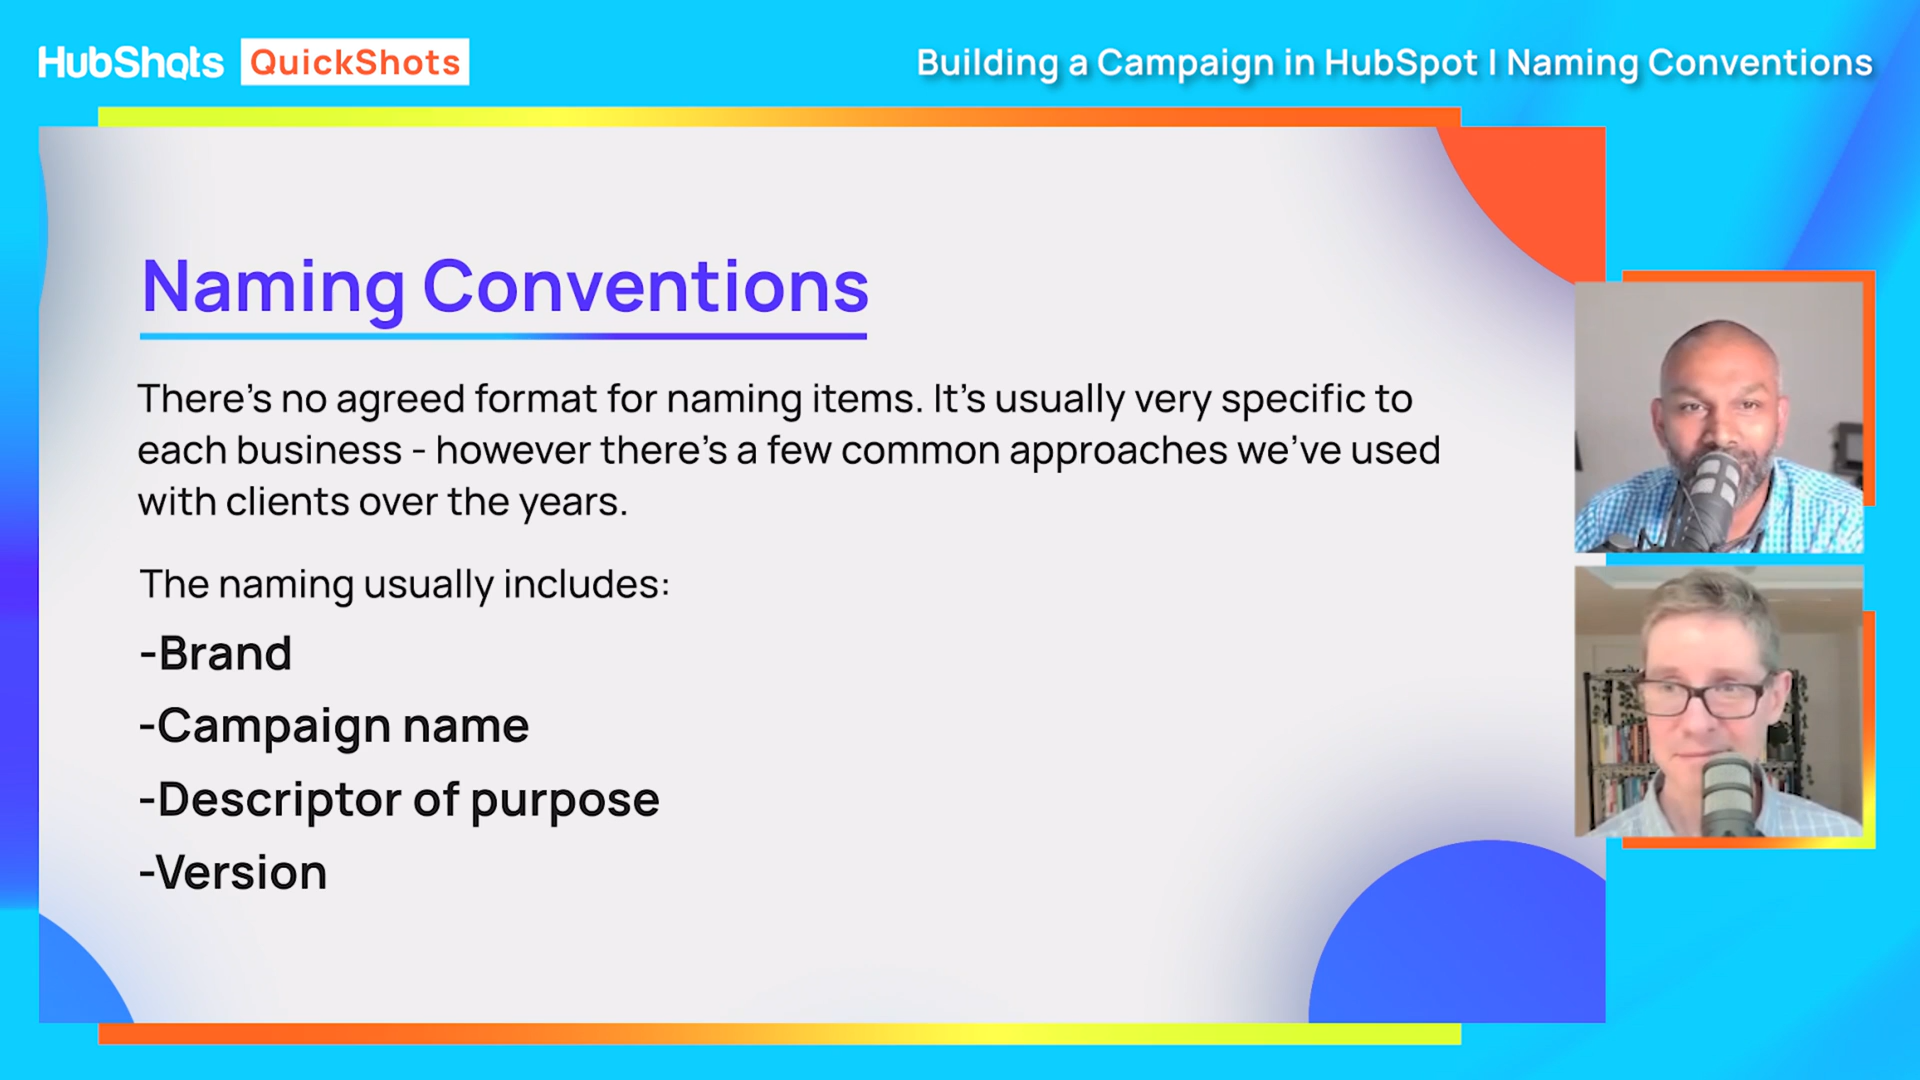 HubShots QuickShots
Building a Campaign in HubSpot | Naming Conventions
Naming Conventions
There's no agreed format for naming items. It's usually very specific to
each business - however there's a few common approaches we've used
with clients over the years.
The naming usually includes:
-Brand
-Campaign name
-Descriptor of purpose
-Version